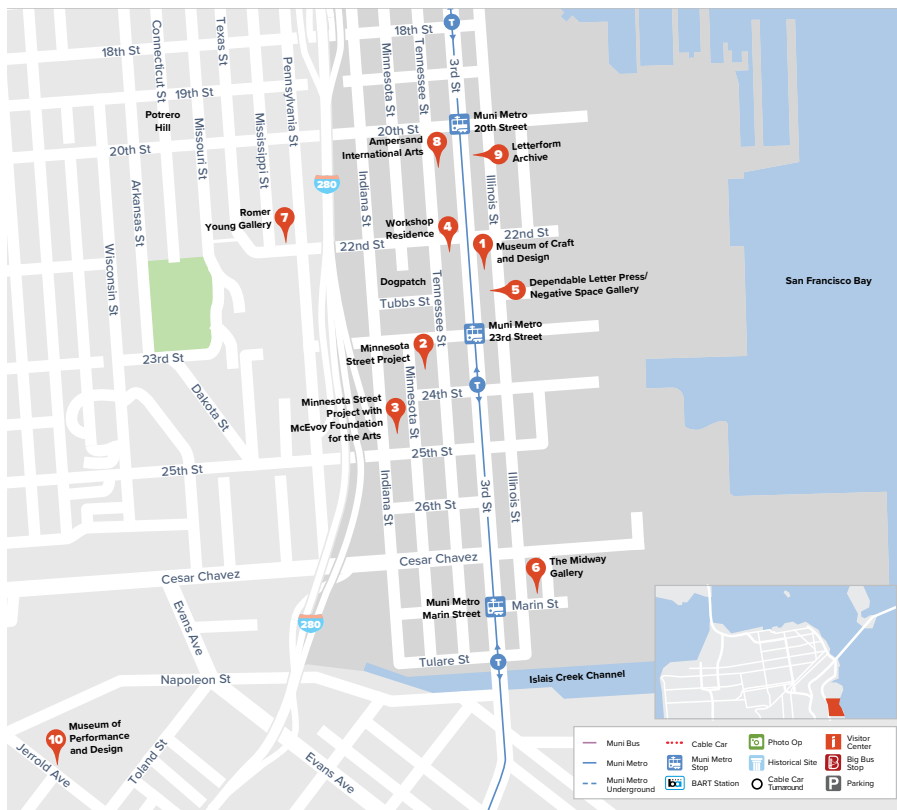 18th St
T
18th St
Connecticut St
Texas St
Pennsylvania St
Minnesota St
Tennessee St
3rd St
19th St
Potrero
Hill
Missouri St
Mississippi St
20th St
20th St
Muni Metro
20th Street
Ampersand
International Arts
8
9
Letterform
Archive
280
Arkansas St
Indiana St
Illinois St
Romer
Young Gallery
7
Workshop
Residence
4
22nd St
22nd St
1
Museum of Craft
and Design
Wisconsin St
Dogpatch
Tubbs St
Tennessee St
5
Dependable Letter Press/
Negative Space Gallery
San Francisco Bay
Muni Metro
23rd Street
23rd St
Minnesota
Street Project
2
Dakota St
Minnesota St
24th St
T
Minnesota Street
Project with
McEvoy Foundation
for the Arts
3
25th St
25th St
Indiana St
3rd St
Illinois St
26th St
Cesar Chavez
Cesar Chavez
6
The Midway
Gallery
Evans Ave
280
Muni Metro
Marin Street
Marin St
Tulare St
T
Napoleon St
Islais Creek Channel
10
Museum of
Performance
and Design
Jerrold Ave
Toland St
Evans Ave
Muni Bus
Muni Metro
Muni Metro
Underground
Cable Car
Muni Metro
Stop
ba
BART Station
Photo Op
Historical Site
Cable Car
Turnaround
i
Visitor
Center
B
Big Bus
Stop
P
Parking